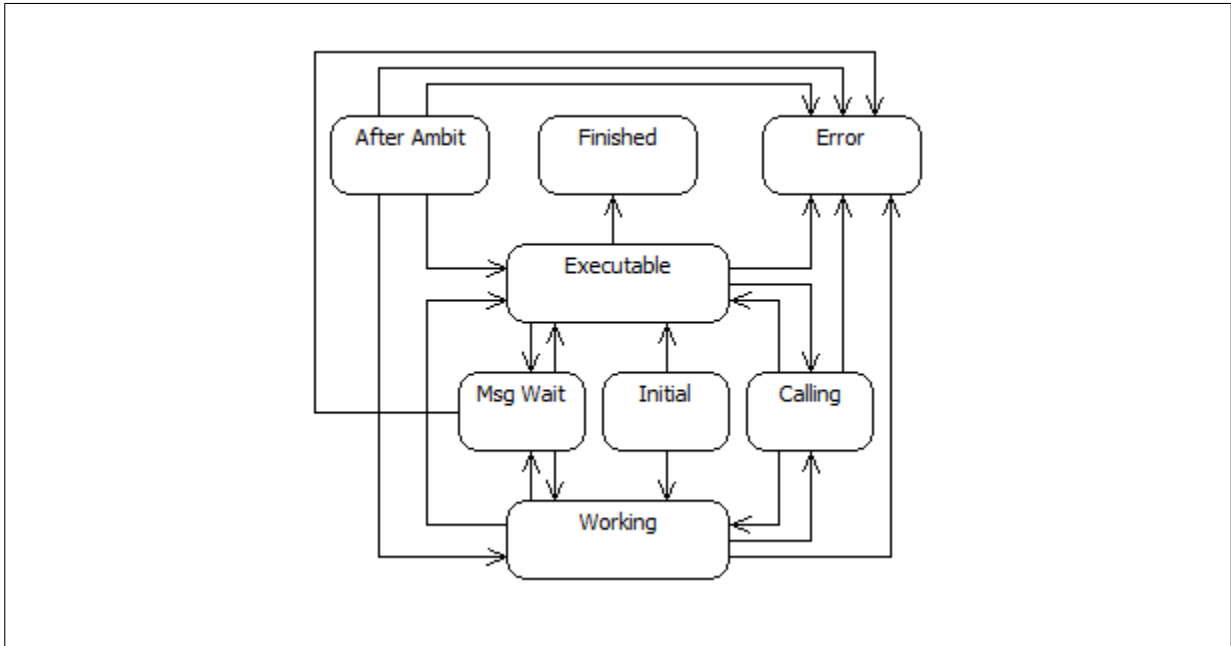 After Ambit
Finished
Error
Executable
Msg Wait
Initial
Calling
Working